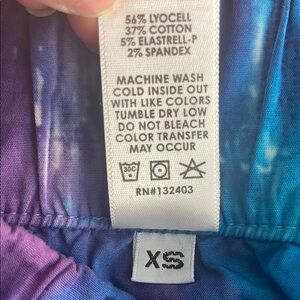 56% LYOCELL
37% COTTON
5% ELASTRELL-P
2% SPANDEX
MACHINE WASH
COLD INSIDE OUT
WITH LIKE COLORS
TUMBLE DRY LOW
DO NOT BLEACH
COLOR TRANSFER
MAY OCCUR
30C
RN#132403
XS